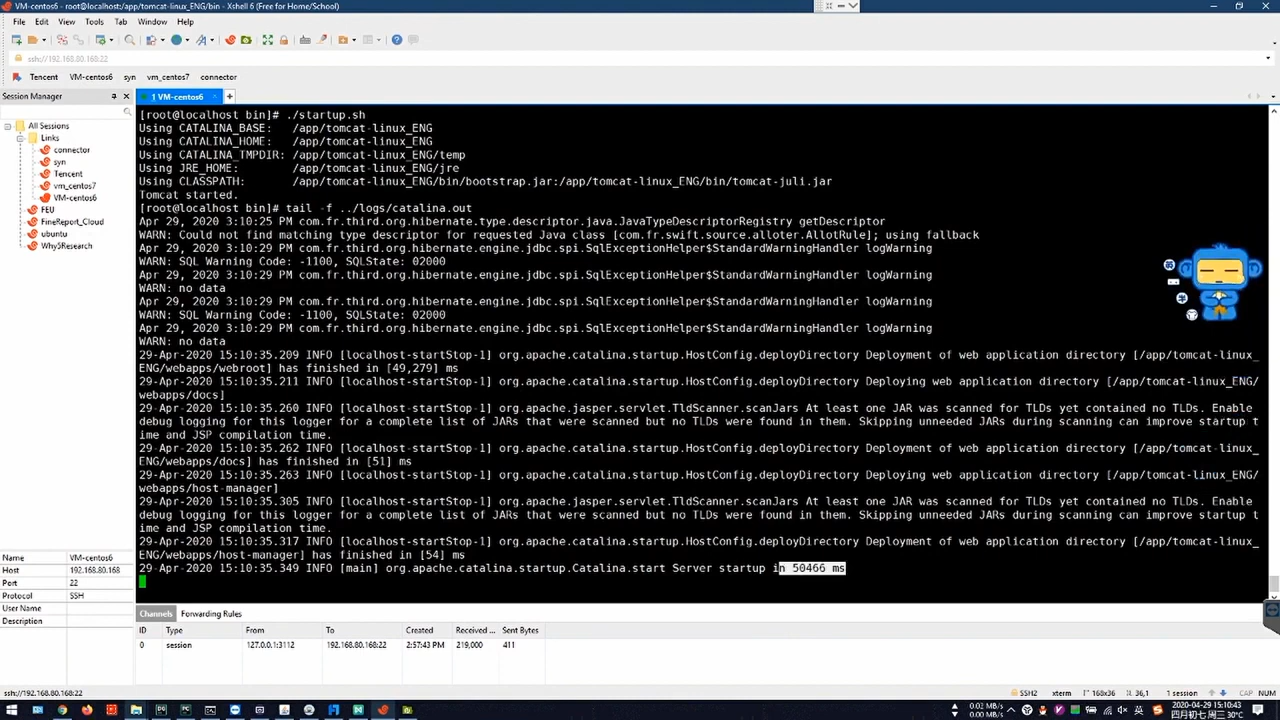 VM-centos6 - root@localhost:/app/tomcat-linux_ENG/bin - Xshell 6 (Free for Home/School)
File Edit View Tools Tab Window Help
ssh://192.168.80.168:22
Tencent VM-centos6 syn vm_centos7 connector
Session Manager
1 VM-centos6
All Sessions
Links
connector
syn
Tencent
vm_centos7
VM-centos6
FEU
FineReport_Cloud
ubuntu
Why5Research
[root@localhost bin]# ./startup.sh
Using CATALINA_BASE: /app/tomcat-linux_ENG
Using CATALINA_HOME: /app/tomcat-linux_ENG
Using CATALINA_TMPDIR: /app/tomcat-linux_ENG/temp
Using JRE_HOME: /app/tomcat-linux_ENG/jre
Using CLASSPATH: /app/tomcat-linux_ENG/bin/bootstrap.jar:/app/tomcat-linux_ENG/bin/tomcat-juli.jar
Tomcat started.
[root@localhost bin]# tail -f ../logs/catalina.out
Apr 29, 2020 3:10:25 PM com.fr.third.org.hibernate.type.descriptor.java.JavaTypeDescriptorRegistry getDescriptor
WARN: Could not find matching type descriptor for requested Java class [com.fr.swift.source.alloter.AllotRule]; using fallback
Apr 29, 2020 3:10:29 PM com.fr.third.org.hibernate.engine.jdbc.spi.SqlExceptionHelper$StandardWarningHandler logWarning
WARN: SQL Warning Code: -1100, SQLState: 02000
Apr 29, 2020 3:10:29 PM com.fr.third.org.hibernate.engine.jdbc.spi.SqlExceptionHelper$StandardWarningHandler logWarning
WARN: no data
Apr 29, 2020 3:10:29 PM com.fr.third.org.hibernate.engine.jdbc.spi.SqlExceptionHelper$StandardWarningHandler logWarning
WARN: SQL Warning Code: -1100, SQLState: 02000
Apr 29, 2020 3:10:29 PM com.fr.third.org.hibernate.engine.jdbc.spi.SqlExceptionHelper$StandardWarningHandler logWarning
WARN: no data
29-Apr-2020 15:10:35.209 INFO [localhost-startStop-1] org.apache.catalina.startup.HostConfig.deployDirectory Deployment of web application directory [/app/tomcat-linux_
ENG/webapps/webroot] has finished in [49,279] ms
29-Apr-2020 15:10:35.211 INFO [localhost-startStop-1] org.apache.catalina.startup.HostConfig.deployDirectory Deploying web application directory [/app/tomcat-linux_ENG/
webapps/docs]
29-Apr-2020 15:10:35.260 INFO [localhost-startStop-1] org.apache.jasper.servlet.TldScanner.scanJars At least one JAR was scanned for TLDs yet contained no TLDs. Enable
debug logging for this logger for a complete list of JARs that were scanned but no TLDs were found in them. Skipping unneeded JARs during scanning can improve startup t
ime and JSP compilation time.
29-Apr-2020 15:10:35.262 INFO [localhost-startStop-1] org.apache.catalina.startup.HostConfig.deployDirectory Deployment of web application directory [/app/tomcat-linux_
ENG/webapps/docs] has finished in [51] ms
29-Apr-2020 15:10:35.263 INFO [localhost-startStop-1] org.apache.catalina.startup.HostConfig.deployDirectory Deploying web application directory [/app/tomcat-linux_ENG/
webapps/host-manager]
29-Apr-2020 15:10:35.305 INFO [localhost-startStop-1] org.apache.jasper.servlet.TldScanner.scanJars At least one JAR was scanned for TLDs yet contained no TLDs. Enable
debug logging for this logger for a complete list of JARs that were scanned but no TLDs were found in them. Skipping unneeded JARs during scanning can improve startup t
ime and JSP compilation time.
29-Apr-2020 15:10:35.317 INFO [localhost-startStop-1] org.apache.catalina.startup.HostConfig.deployDirectory Deployment of web application directory [/app/tomcat-linux_
ENG/webapps/host-manager] has finished in [54] ms
29-Apr-2020 15:10:35.349 INFO [main] org.apache.catalina.startup.Catalina.start Server startup in 50466 ms
Name VM-centos6
Host 192.168.80.168
Port 22
Protocol SSH
User Name
Description
Channels Forwarding Rules
ID Type From To Created Received ... Sent Bytes
0 session 127.0.0.1:3112 192.168.80.168:22 2:57:43 PM 219,000 411
ssh://192.168.80.168:22
SSH2 xterm 168x36 36,1 1 session CAP NUM
0.02 MB/s
0.00 MB/s
英
2020-04-29 15:10:43
四月初七 周三 30°C